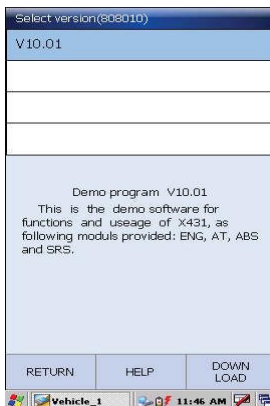 Select version(808010)
V10.01
Demo program V10.01
This is the demo software for
functions and useage of X431, as
following moduls provided: ENG, AT, ABS
and SRS.
RETURN
HELP
DOWN
LOAD
Vehicle_1
11:46 AM